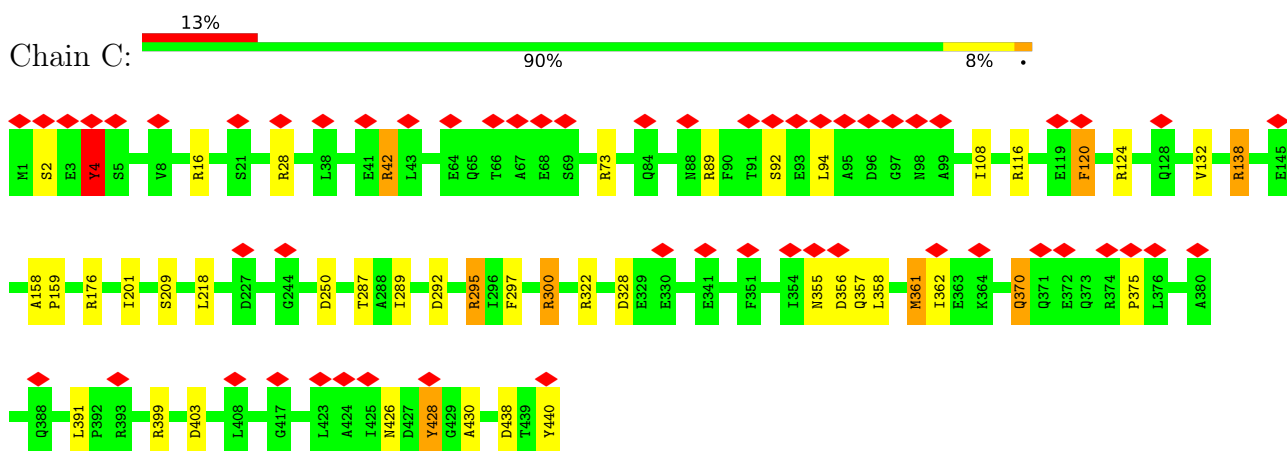 13%
Chain C:
90% 8% •
M1 S2 E3 Y4 S5 V8 R16 S21 R28 L38 E41 R42 L43 E64 Q65 T66 A67 E68 S69 R73 Q84 N88 R89 F90 T91 S92 E93 L94 A95 D96 G97 N98 A99 I108 R116 E119 F120 R124 Q128 V132 R138 E145
A158 P159 R176 I201 S209 L218 D227 G244 D250 T287 A288 I289 D292 R295 I296 F297 R300 R322 D328 E329 E330 E341 F351 I354 N355 D356 Q357 L358 M361 I362 E363 K364 Q370 Q371 E372 Q373 R374 P375 L376 A380
Q388 L391 P392 R393 R399 D403 L408 G417 L423 A424 I425 N426 D427 Y428 G429 A430 D438 T439 Y440